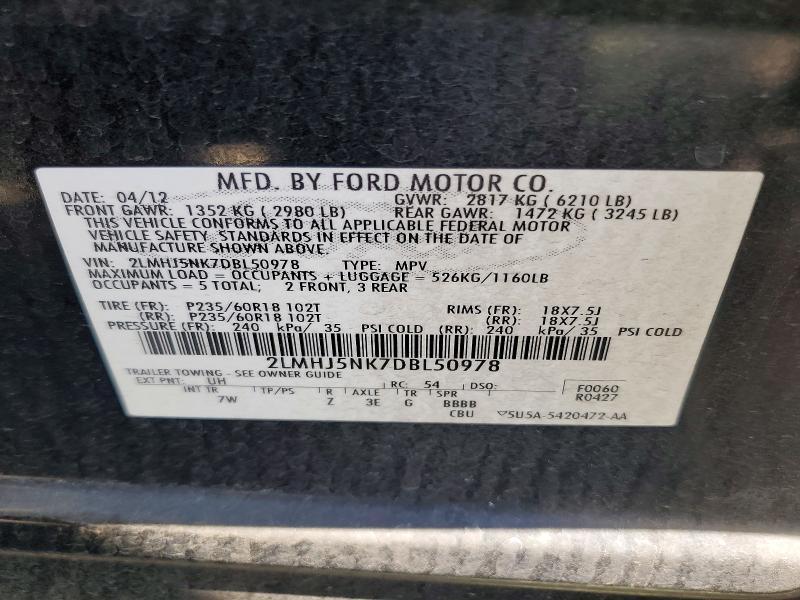 MFD. BY FORD MOTOR CO.
DATE: 04/12 GVWR: 2817 KG ( 6210 LB)
FRONT GAWR: 1352 KG ( 2980 LB) REAR GAWR: 1472 KG ( 3245 LB)
THIS VEHICLE CONFORMS TO ALL APPLICABLE FEDERAL MOTOR
VEHICLE SAFETY STANDARDS IN EFFECT ON THE DATE OF
MANUFACTURE SHOWN ABOVE.
VIN: 2LMHJ5NK7DBL50978 TYPE: MPV
MAXIMUM LOAD = OCCUPANTS + LUGGAGE = 526KG/1160LB
OCCUPANTS = 5 TOTAL; 2 FRONT, 3 REAR
TIRE (FR): P235/60R18 102T RIMS (FR): 18X7.5J
(RR): P235/60R18 102T (RR): 18X7.5J
PRESSURE (FR): 240 kPa/ 35 PSI COLD (RR): 240 kPa/ 35 PSI COLD
2LMHJ5NK7DBL50978
TRAILER TOWING - SEE OWNER GUIDE
EXT PNT: UH RC: 54 DSO: F0060
INT TR TP/PS R AXLE TR SPR R0427
7W Z 3E G BBBB
CBU 5U5A-5420472-AA